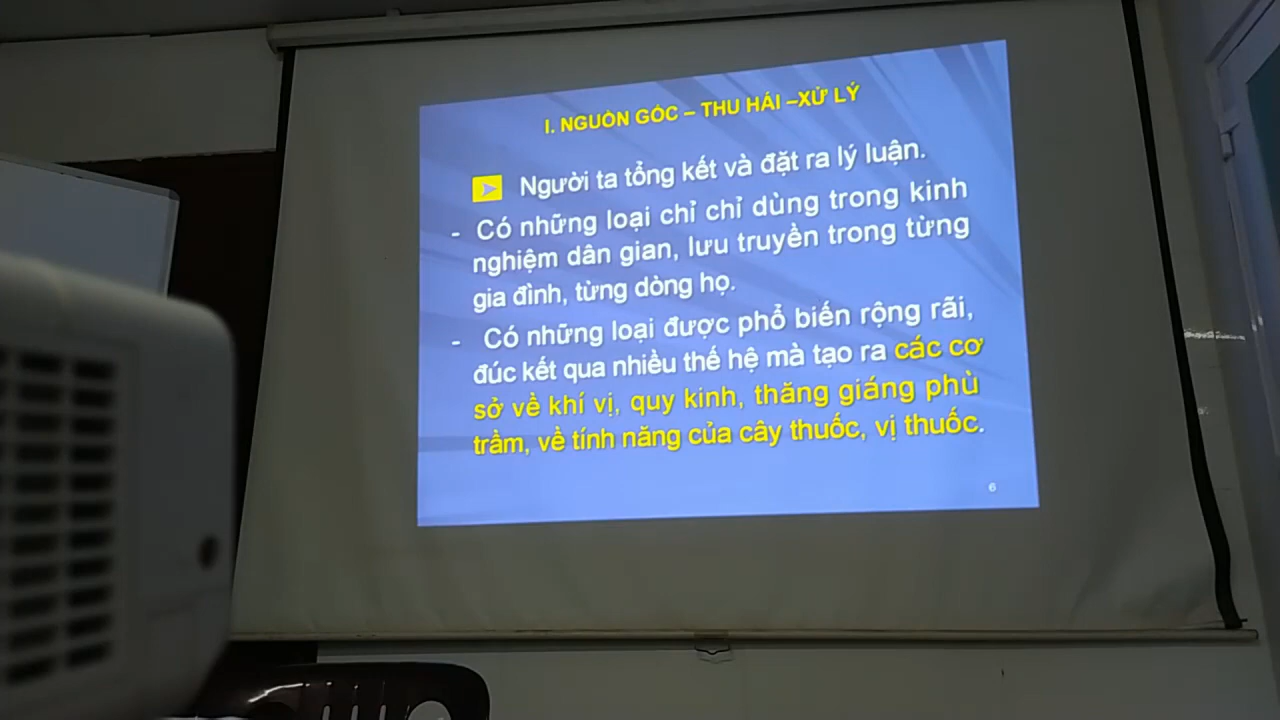 I. NGUỒN GÓC – THU HÁI –XỬ LÝ
Người ta tổng kết và đặt ra lý luận.
- Có những loại chỉ chỉ dùng trong kinh
nghiệm dân gian, lưu truyền trong từng
gia đình, từng dòng họ.
- Có những loại được phổ biến rộng rãi,
đúc kết qua nhiều thế hệ mà tạo ra các cơ
sở về khí vị, quy kinh, thăng giáng phù
trầm, về tính năng của cây thuốc, vị thuốc.
6